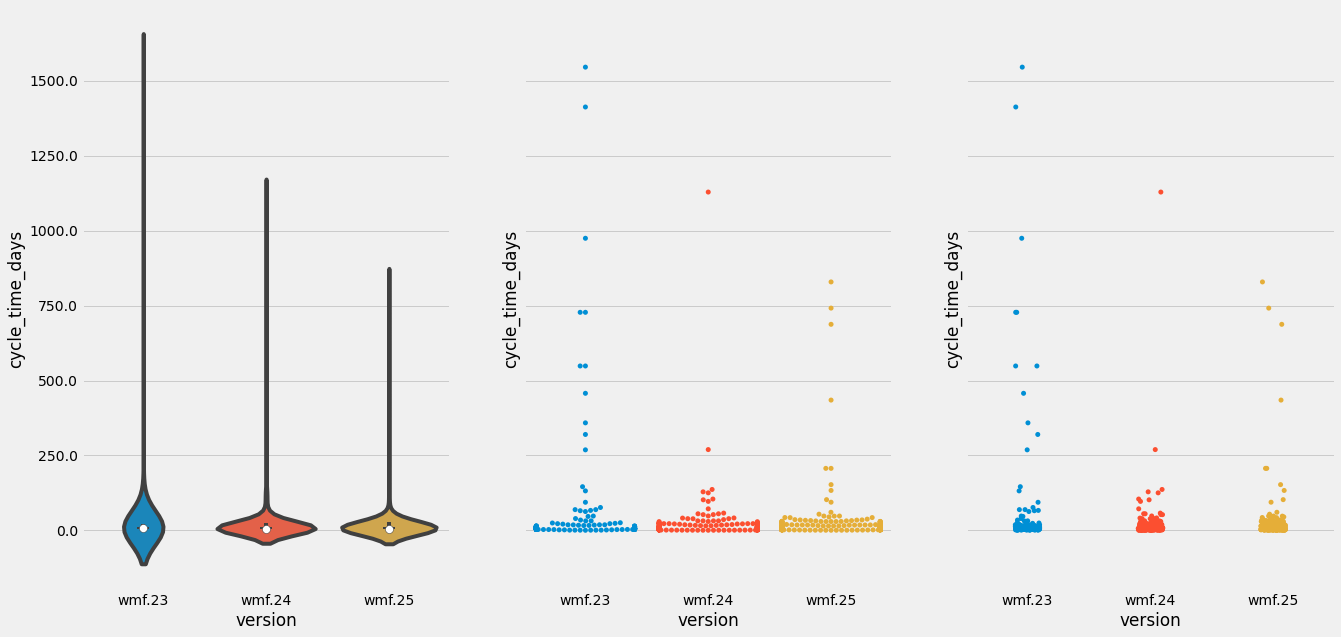 cycle_time_days
1500.0
1250.0
1000.0
750.0
500.0
250.0
0.0
wmf.23 wmf.24 wmf.25
version
cycle_time_days
wmf.23 wmf.24 wmf.25
version
cycle_time_days
wmf.23 wmf.24 wmf.25
version